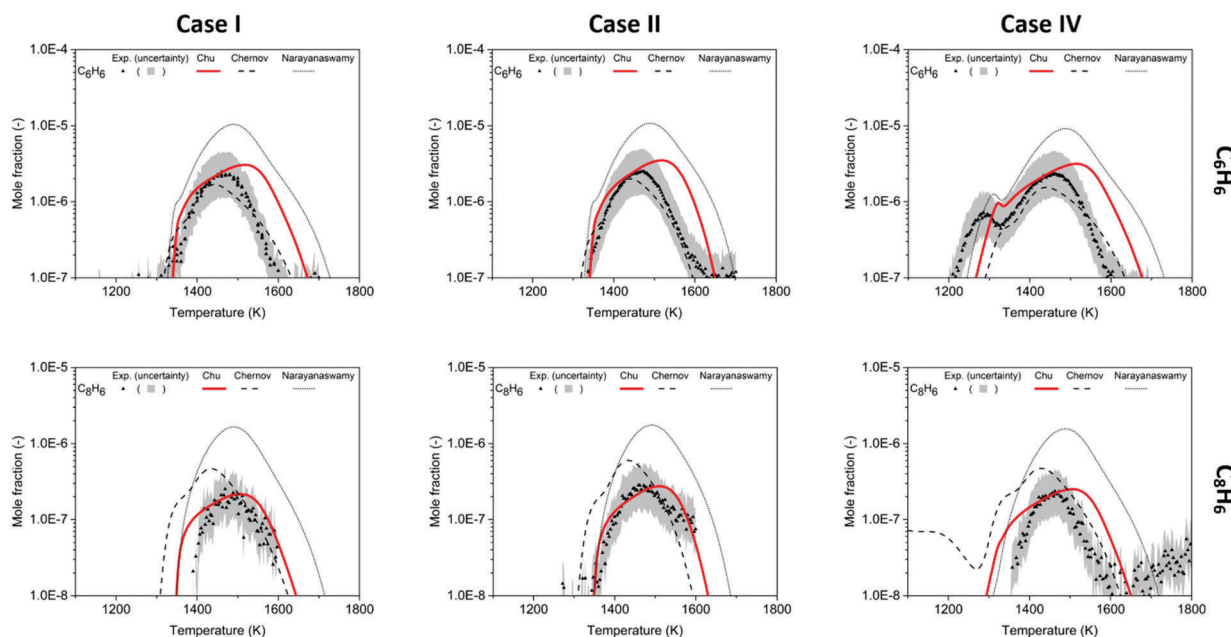 Case I
Case II
Case IV
1.0E-4
Exp. (uncertainty) Chu Chernov Narayanaswamy
C₆H₆ ( )
1.0E-5
1.0E-6
1.0E-7
Mole fraction (-)
1200 1400 1600 1800
Temperature (K)
1.0E-4
Exp. (uncertainty) Chu Chernov Narayanaswamy
C₆H₆ ( )
1.0E-5
1.0E-6
1.0E-7
Mole fraction (-)
1200 1400 1600 1800
Temperature (K)
1.0E-4
Exp. (uncertainty) Chu Chernov Narayanaswamy
C₆H₆ ( )
1.0E-5
1.0E-6
1.0E-7
Mole fraction (-)
1200 1400 1600 1800
Temperature (K)
C₆H₆
1.0E-5
Exp. (uncertainty) Chu Chernov Narayanaswamy
C₈H₆ ( )
1.0E-6
1.0E-7
1.0E-8
Mole fraction (-)
1200 1400 1600 1800
Temperature (K)
1.0E-5
Exp. (uncertainty) Chu Chernov Narayanaswamy
C₈H₆ ( )
1.0E-6
1.0E-7
1.0E-8
Mole fraction (-)
1200 1400 1600 1800
Temperature (K)
1.0E-5
Exp. (uncertainty) Chu Chernov Narayanaswamy
C₈H₆ ( )
1.0E-6
1.0E-7
1.0E-8
Mole fraction (-)
1200 1400 1600 1800
Temperature (K)
C₈H₆